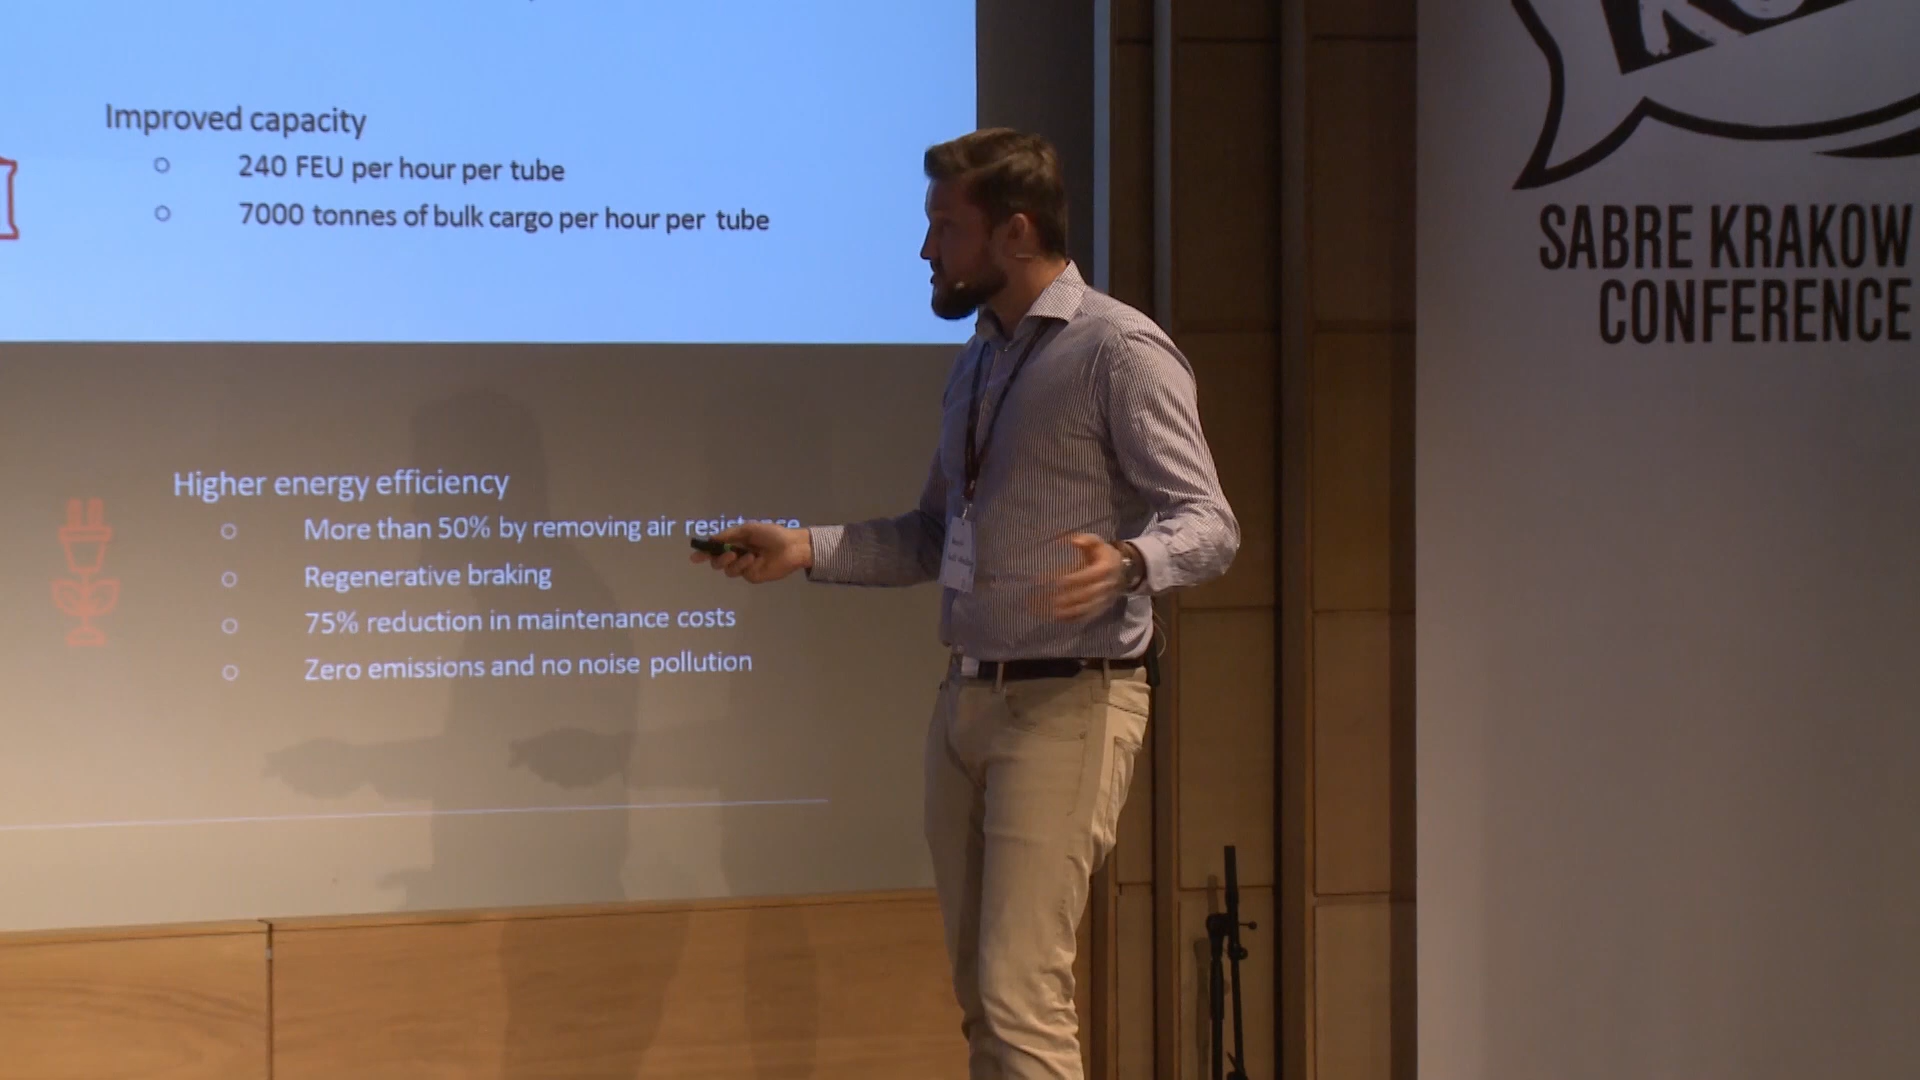 Improved capacity
240 FEU per hour per tube
7000 tonnes of bulk cargo per hour per tube
Higher energy efficiency
More than 50% by removing air resistance
Regenerative braking
75% reduction in maintenance costs
Zero emissions and no noise pollution
SABRE KRAKOW
CONFERENCE